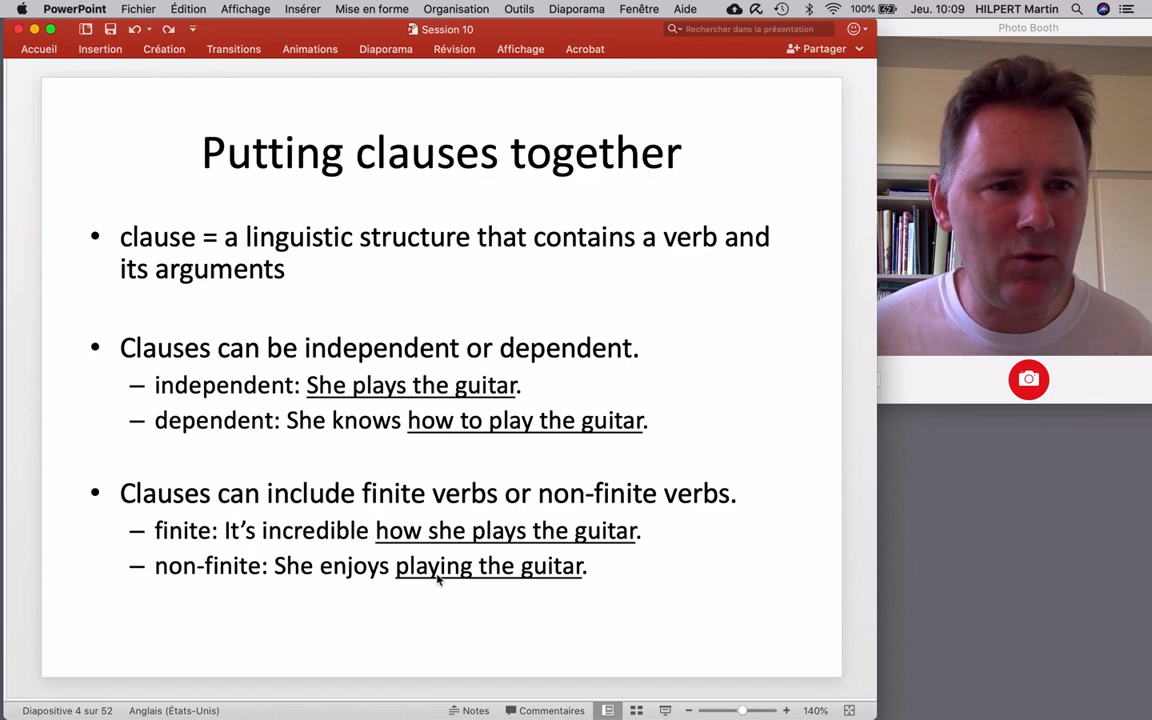 PowerPoint Fichier Édition Affichage Insérer Mise en forme Organisation Outils Diaporama Fenêtre Aide 100% Jeu. 10:09 HILPERT Martin
Session 10
Rechercher dans la présentation
Photo Booth
Accueil Insertion Création Transitions Animations Diaporama Révision Affichage Acrobat Partager
Putting clauses together
• clause = a linguistic structure that contains a verb and
its arguments
• Clauses can be independent or dependent.
– independent: She plays the guitar.
– dependent: She knows how to play the guitar.
• Clauses can include finite verbs or non-finite verbs.
– finite: It’s incredible how she plays the guitar.
– non-finite: She enjoys playing the guitar.
Diapositive 4 sur 52 Anglais (États-Unis) Notes Commentaires 140%